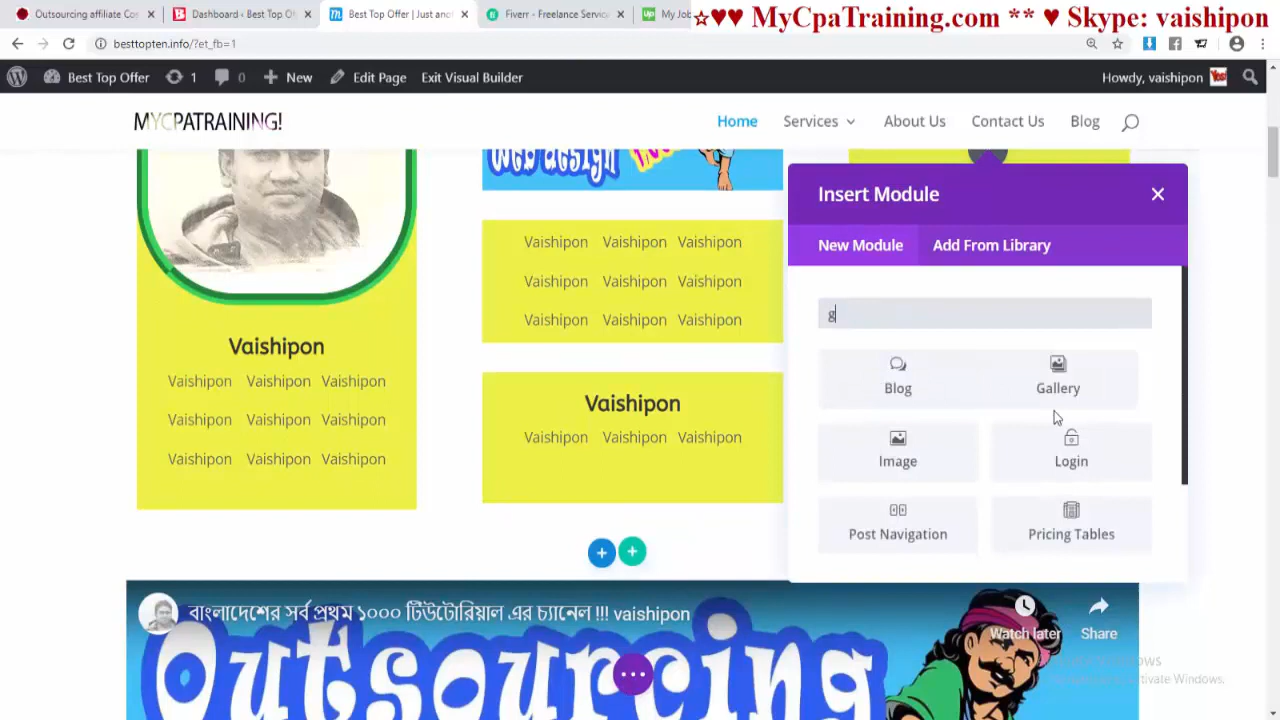 Outsourcing affiliate Co
Dashboard ‹ Best Top Of
Best Top Offer | Just anot
Fiverr - Freelance Servic
My Jo
☆♥♥ MyCpaTraining.com ** ♥ Skype: vaishipon
besttopten.info/?et_fb=1
Best Top Offer
1
0
New
Edit Page
Exit Visual Builder
Howdy, vaishipon
MYCPATRAINING!
Home
Services
About Us
Contact Us
Blog
Web design
Insert Module
New Module
Add From Library
g
Blog
Gallery
Image
Login
Post Navigation
Pricing Tables
Vaishipon Vaishipon Vaishipon
Vaishipon Vaishipon Vaishipon
Vaishipon Vaishipon Vaishipon
Vaishipon
Vaishipon Vaishipon Vaishipon
Vaishipon
Vaishipon Vaishipon Vaishipon
Vaishipon Vaishipon Vaishipon
Vaishipon Vaishipon Vaishipon
বাংলাদেশের সর্ব প্রথম ১০০০ টিউটোরিয়াল এর চ্যানেল !!! vaishipon
Watch later
Share
Outsourcing